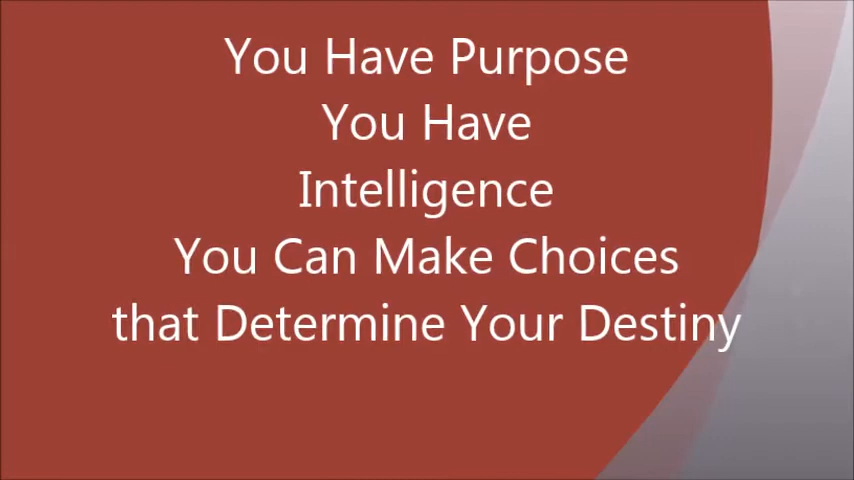 You Have Purpose
You Have
Intelligence
You Can Make Choices
that Determine Your Destiny